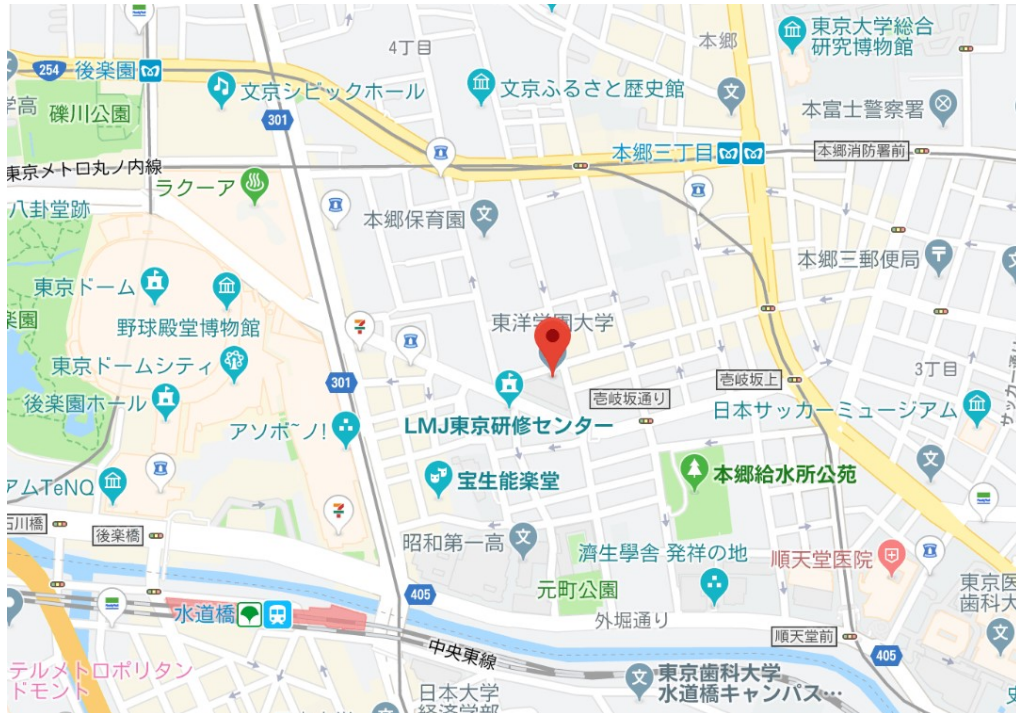 4丁目
本郷
東京大学総合
研究博物館
254
後楽園
文京シビックホール
文京ふるさと歴史館
本富士警察署
学高
礫川公園
301
本郷三丁目
本郷消防署前
東京メトロ丸ノ内線
ラクーア
八卦堂跡
本郷保育園
本郷三郵便局
東京ドーム
野球殿堂博物館
東洋学園大学
楽園
東京ドームシティ
301
壱岐坂上
3丁目
後楽園ホール
壱岐坂通り
日本サッカーミュージアム
サッカー通り
アソボ~ノ!
LMJ東京研修センター
宝生能楽堂
本郷給水所公苑
アムTeNQ
石川橋
後楽橋
昭和第一高
済生學舎 発祥の地
順天堂医院
元町公園
東京医
歯科大
405
水道橋
外堀通り
順天堂前
405
中央東線
テルメトロポリタン
ドモント
東京歯科大学
水道橋キャンパス…
日本大学
経済学部